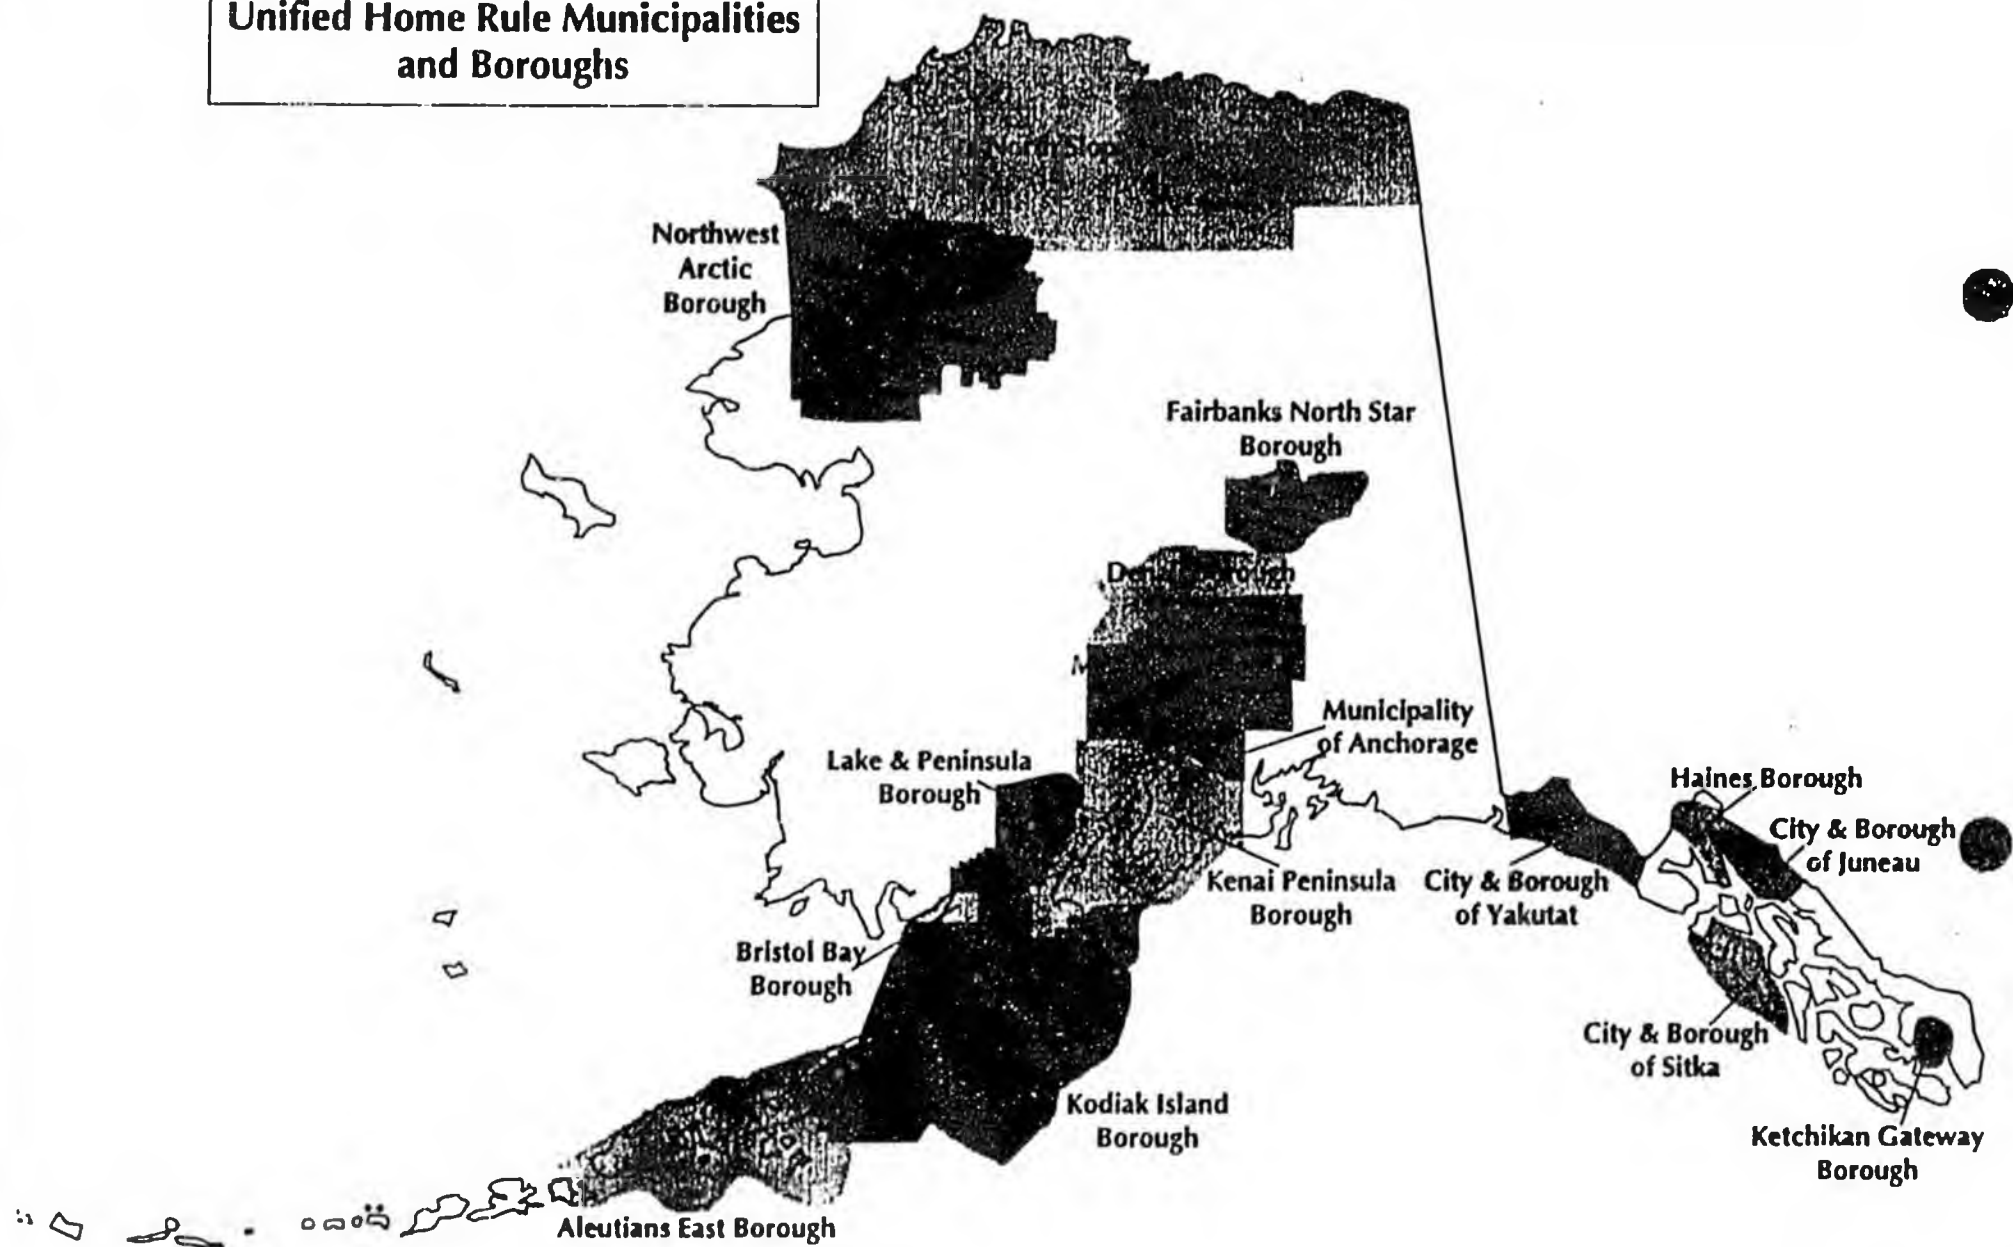 Unified Home Rule Municipalities
and Boroughs
North Slop
Northwest
Arctic
Borough
Fairbanks North Star
Borough
Municipality
of Anchorage
Lake & Peninsula
Borough
Haines Borough
City & Borough
of Juneau
Kenai Peninsula
Borough
City & Borough
of Yakutat
Bristol Bay
Borough
City & Borough
of Sitka
Kodiak Island
Borough
Ketchikan Gateway
Borough
Aleutians East Borough